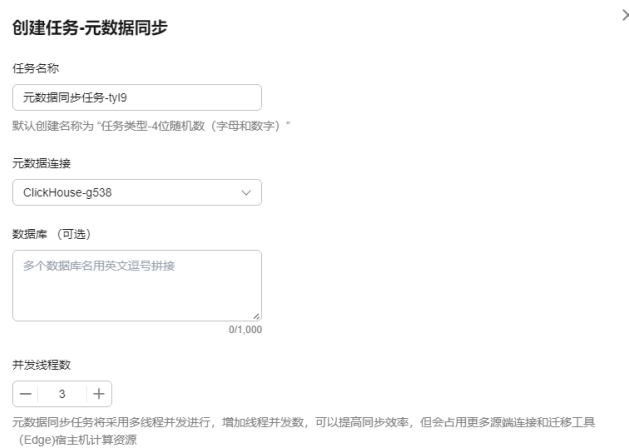 创建任务-元数据同步
任务名称
元数据同步任务-tyl9
默认创建名称为 “任务类型-4位随机数（字母和数字）”
元数据连接
ClickHouse-g538
数据库 （可选）
多个数据库名用英文逗号拼接
0/1,000
并发线程数
3
元数据同步任务将采用多线程并发进行，增加线程并发数，可以提高同步效率，但会占用更多源端连接和迁移工具
（Edge)宿主机计算资源